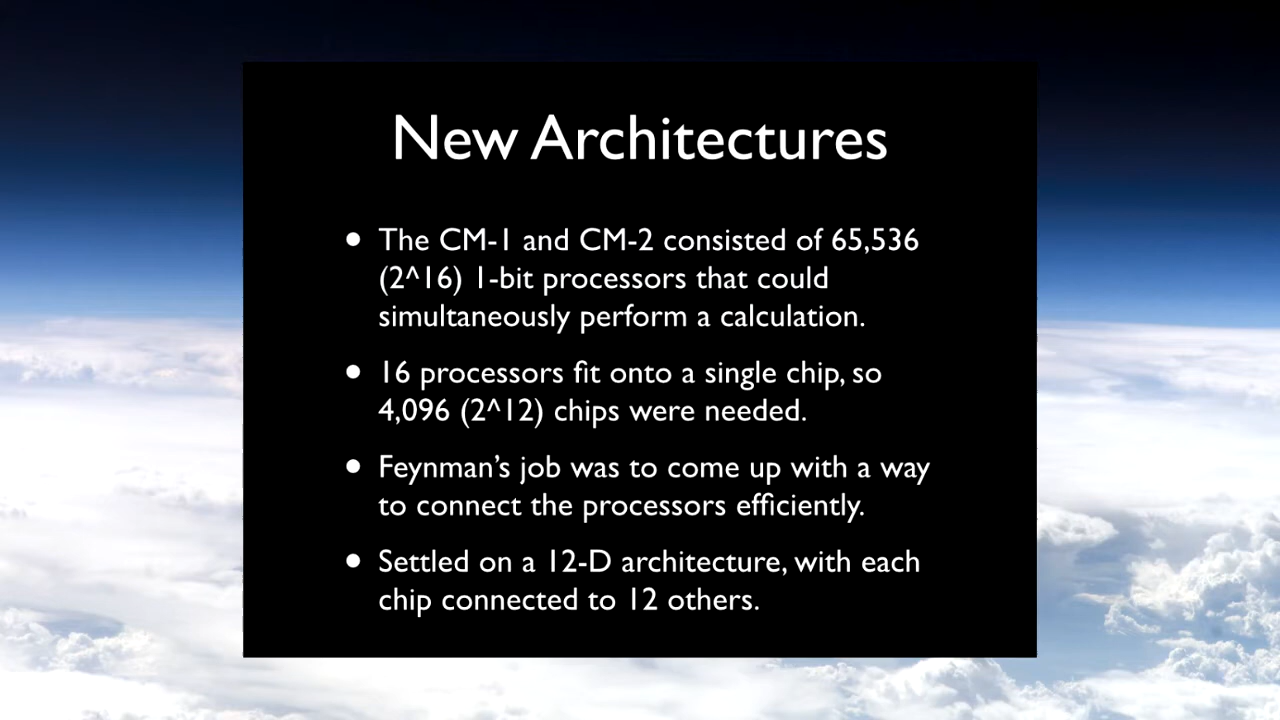 New Architectures
• The CM-1 and CM-2 consisted of 65,536
(2^16) 1-bit processors that could
simultaneously perform a calculation.
• 16 processors fit onto a single chip, so
4,096 (2^12) chips were needed.
• Feynman’s job was to come up with a way
to connect the processors efficiently.
• Settled on a 12-D architecture, with each
chip connected to 12 others.